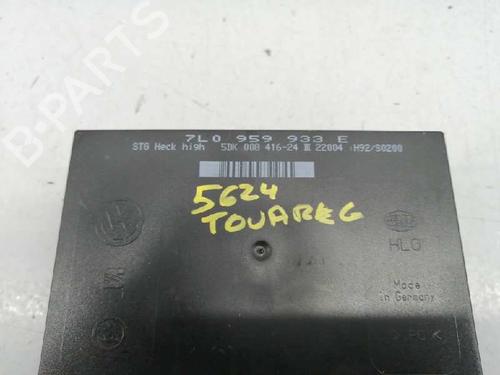 B-PARTS
7L0 959 933 E
STG Heck high 5DK 008 416-24 III 22004 :H92/S0200
5624
TOUAREG
HLO
Made
in Germany